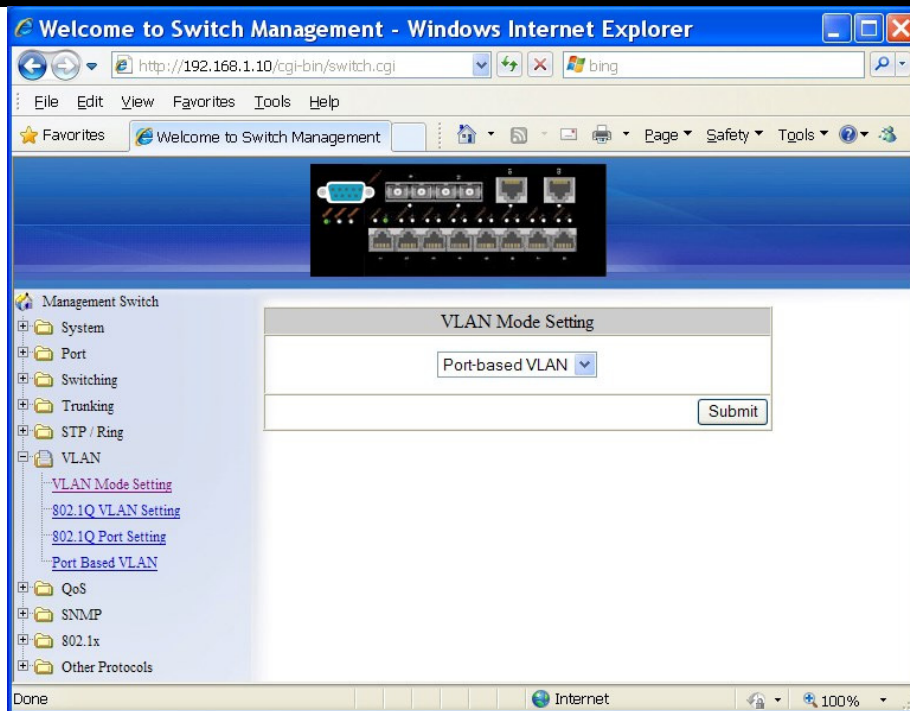 Welcome to Switch Management - Windows Internet Explorer
http://192.168.1.10/cgi-bin/switch.cgi
bing
File Edit View Favorites Tools Help
Favorites
Welcome to Switch Management
Page Safety Tools
Management Switch
System
Port
Switching
Trunking
STP / Ring
VLAN
VLAN Mode Setting
802.1Q VLAN Setting
802.1Q Port Setting
Port Based VLAN
QoS
SNMP
802.1x
Other Protocols
VLAN Mode Setting
Port-based VLAN
Submit
Done
Internet
100%